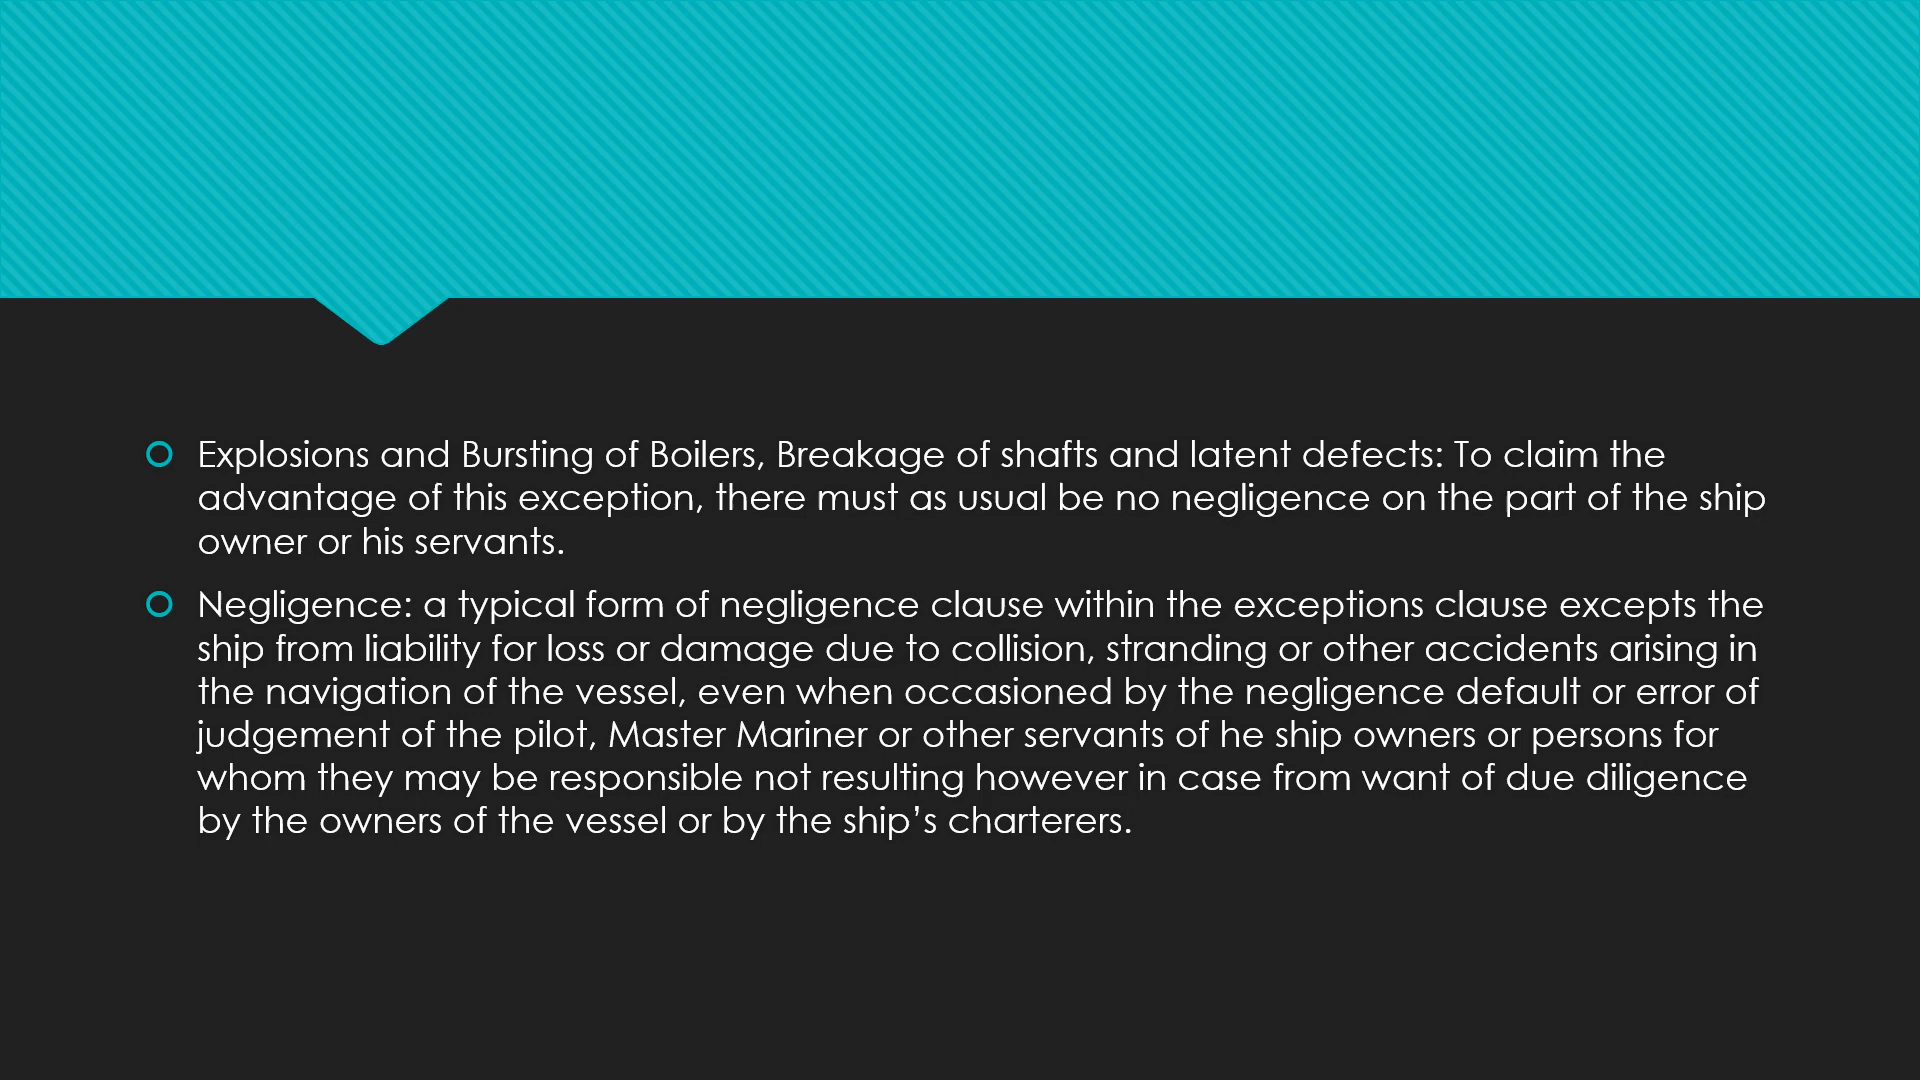 Explosions and Bursting of Boilers, Breakage of shafts and latent defects: To claim the
advantage of this exception, there must as usual be no negligence on the part of the ship
owner or his servants.
Negligence: a typical form of negligence clause within the exceptions clause excepts the
ship from liability for loss or damage due to collision, stranding or other accidents arising in
the navigation of the vessel, even when occasioned by the negligence default or error of
judgement of the pilot, Master Mariner or other servants of he ship owners or persons for
whom they may be responsible not resulting however in case from want of due diligence
by the owners of the vessel or by the ship’s charterers.